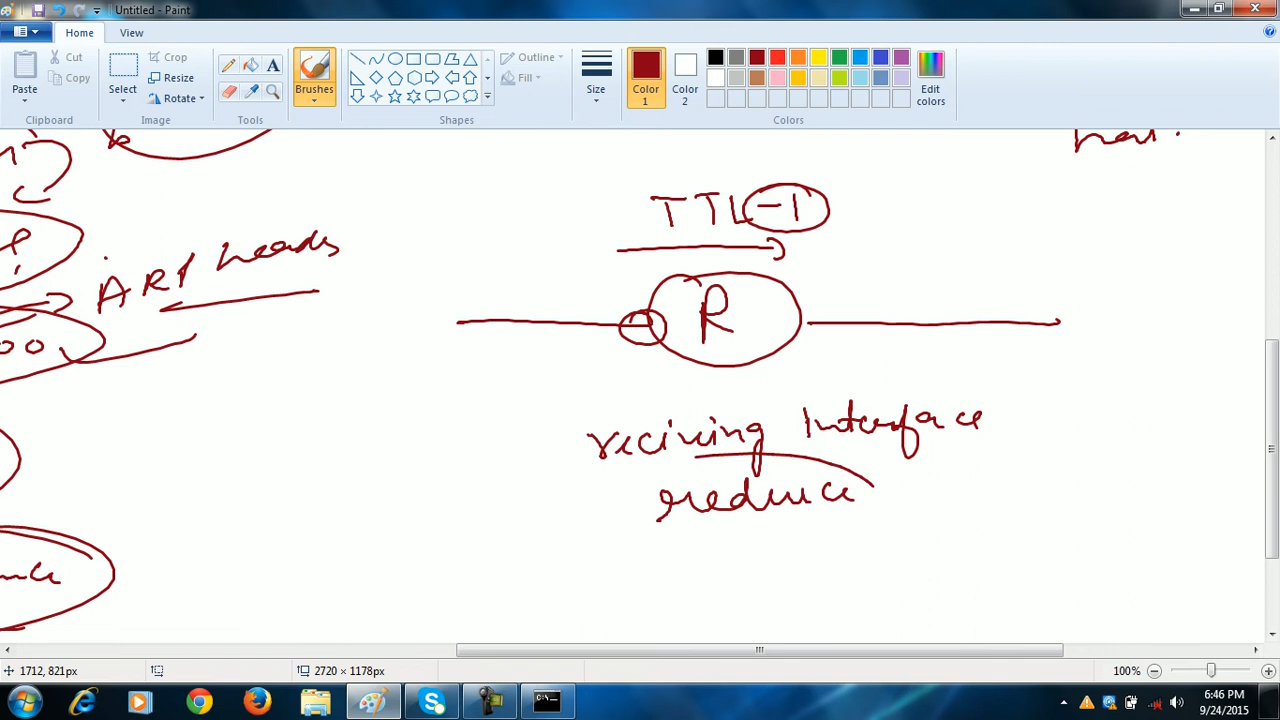 Untitled - Paint
Home
View
Paste
Cut
Copy
Clipboard
Select
Crop
Resize
Rotate
Image
Tools
Brushes
Shapes
Outline
Fill
Size
Color 1
Color 2
Edit colors
Colors
TTL -1
ARP
R
00
reciving Interface
reduce
1712, 821px
2720 × 1178px
100%
6:46 PM
9/24/2015